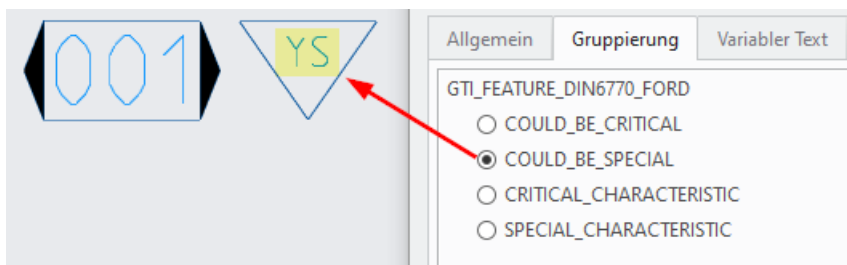 001 YS
Allgemein Gruppierung Variabler Text
GTI_FEATURE_DIN6770_FORD
COULD_BE_CRITICAL
COULD_BE_SPECIAL
CRITICAL_CHARACTERISTIC
SPECIAL_CHARACTERISTIC